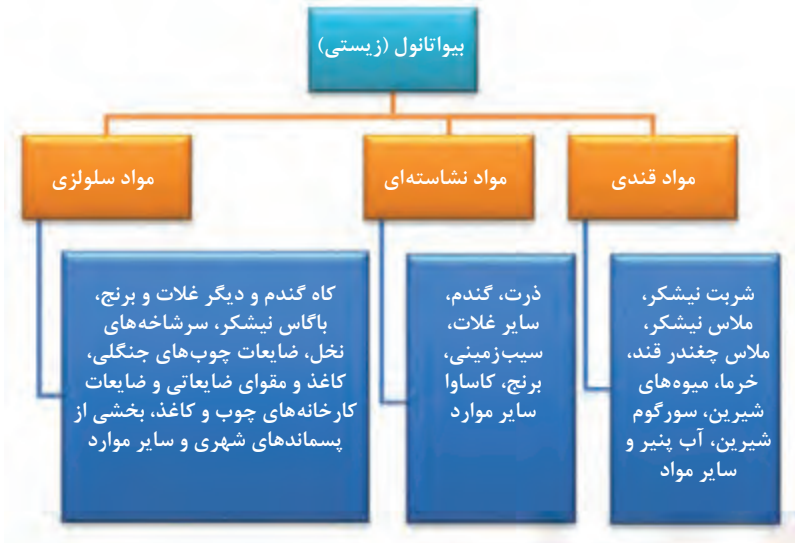 بیواتانول (زیستی)
مواد قندی
مواد نشاسته‌ای
مواد سلولزی
شربت نیشکر،
ملاس نیشکر،
ملاس چغندر قند،
خرما، میوه‌های
شیرین، سورگوم
شیرین، آب پنیر و
سایر مواد
ذرت، گندم،
سایر غلات،
سیب‌زمینی،
برنج، کاساوا
سایر موارد
کاه گندم و دیگر غلات و برنج،
باگاس نیشکر، سرشاخه‌های
نخل، ضایعات چوب‌های جنگلی،
کاغذ و مقوای ضایعاتی و ضایعات
کارخانه‌های چوب و کاغذ، بخشی از
پسماندهای شهری و سایر موارد